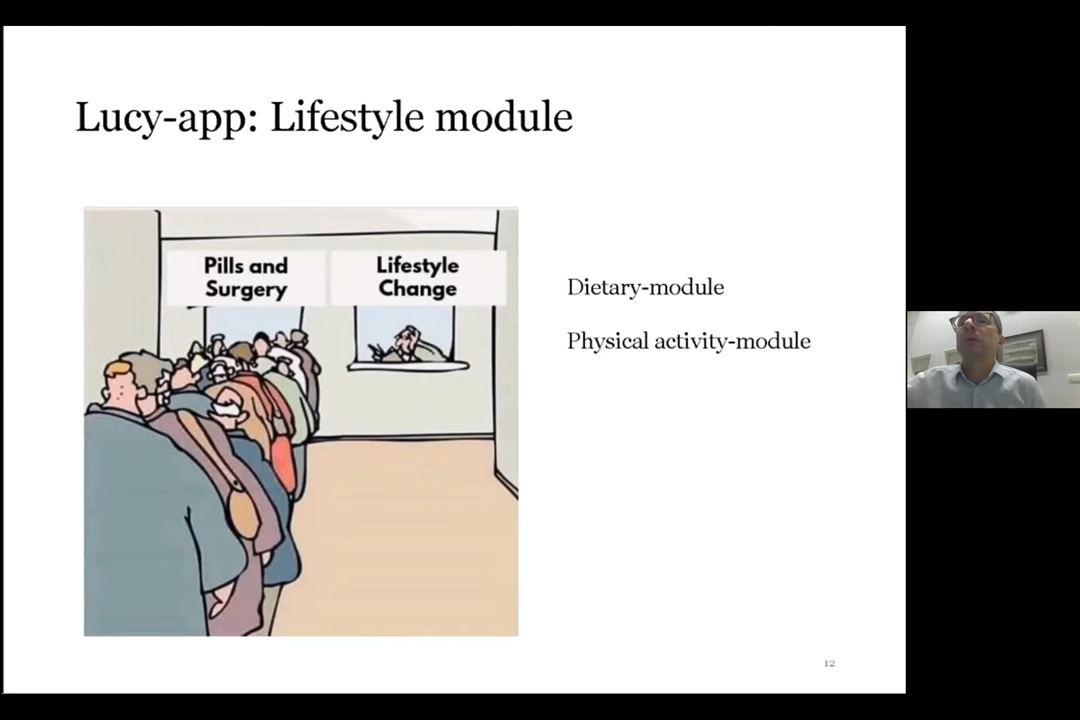 Lucy-app: Lifestyle module
Pills and
Surgery
Lifestyle
Change
Dietary-module
Physical activity-module
12